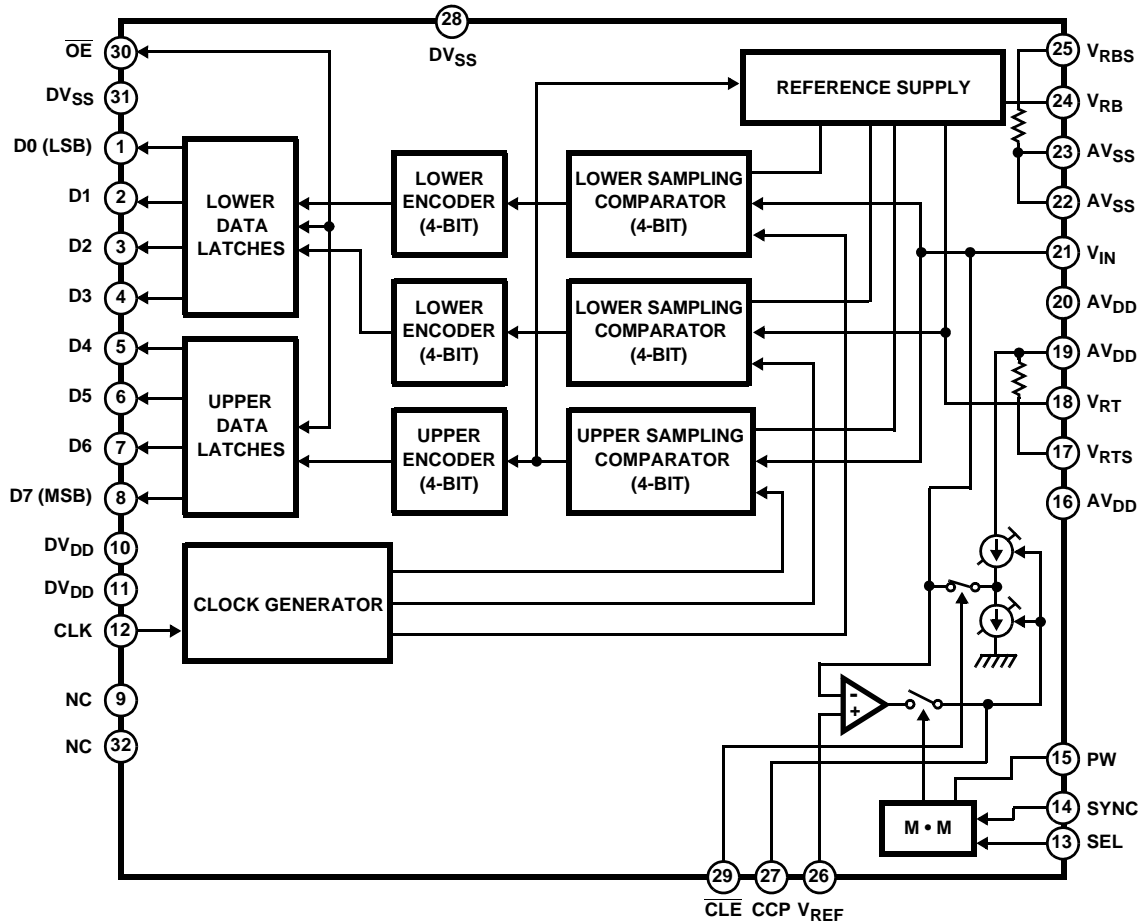 28
DVSS
OE
30
DVSS
31
D0 (LSB)
1
D1
2
D2
3
D3
4
D4
5
D5
6
D6
7
D7 (MSB)
8
DVDD
10
DVDD
11
CLK
12
NC
9
NC
32
LOWER
DATA
LATCHES
UPPER
DATA
LATCHES
CLOCK GENERATOR
LOWER
ENCODER
(4-BIT)
LOWER
ENCODER
(4-BIT)
UPPER
ENCODER
(4-BIT)
REFERENCE SUPPLY
LOWER SAMPLING
COMPARATOR
(4-BIT)
LOWER SAMPLING
COMPARATOR
(4-BIT)
UPPER SAMPLING
COMPARATOR
(4-BIT)
25
VRBS
24
VRB
23
AVSS
22
AVSS
21
VIN
20
AVDD
19
AVDD
18
VRT
17
VRTS
16
AVDD
-
+
15
PW
14
SYNC
13
SEL
M • M
29
CLE
27
CCP
26
VREF